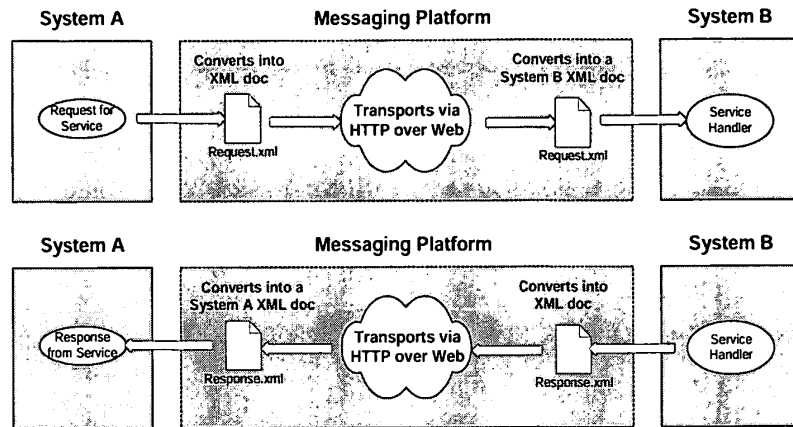 System A
Messaging Platform
System B
Converts into
XML doc
Converts into a
System B XML doc
Request for
Service
Transports via
HTTP over Web
Service
Handler
Request.xml
Request.xml
System A
Messaging Platform
System B
Converts into a
System A XML doc
Converts into
XML doc
Response
from Service
Transports via
HTTP over Web
Service
Handler
Response.xml
Response.xml